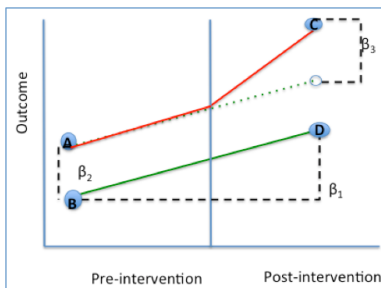 C
β3
Outcome
A
D
β2
B
β1
Pre-intervention
Post-intervention